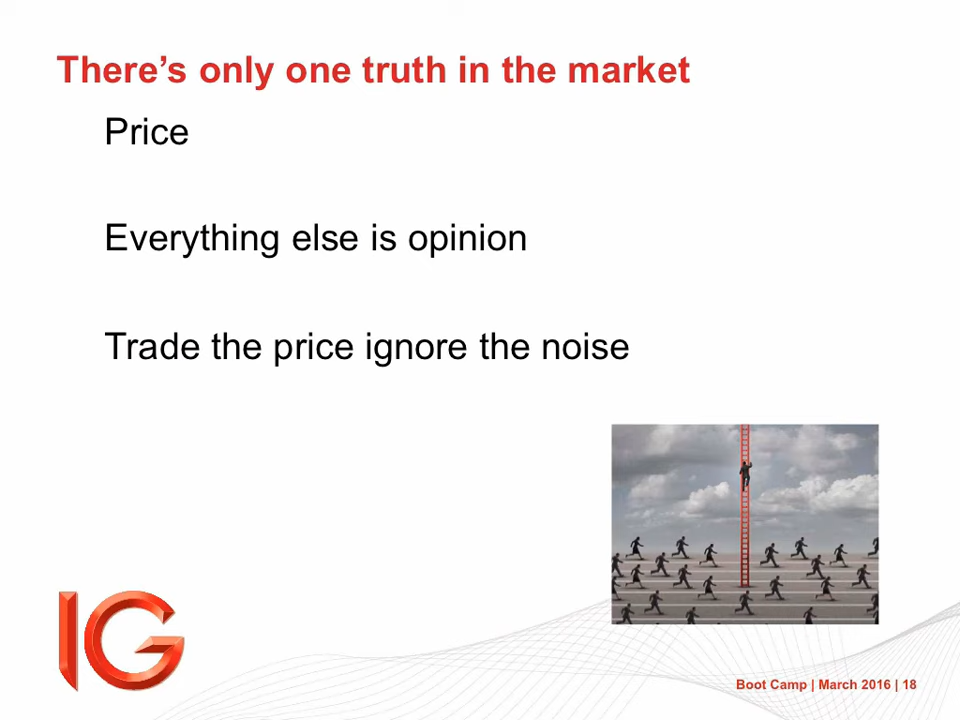 There’s only one truth in the market
Price
Everything else is opinion
Trade the price ignore the noise
IG
Boot Camp | March 2016 | 18